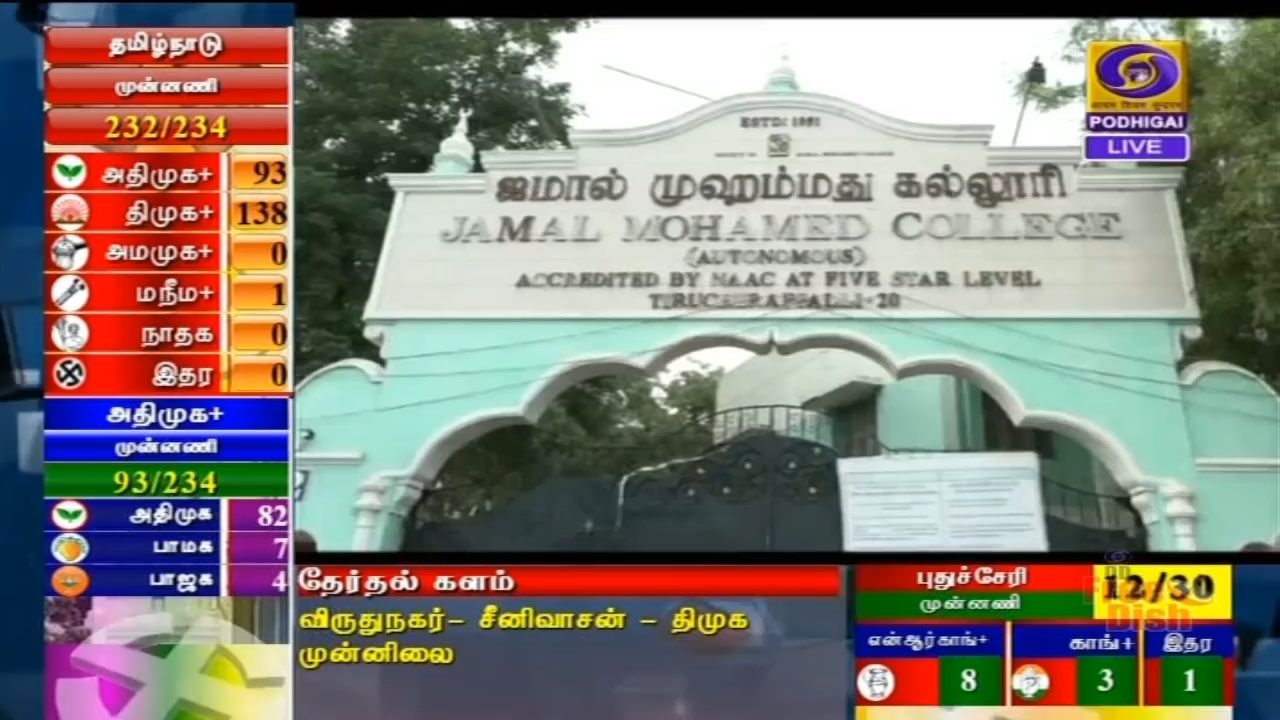 தமிழ்நாடு
முன்னணி
232/234
அதிமுக+ 93
திமுக+ 138
அமமுக+ 0
மநீம+ 1
நாதக 0
இதர 0
அதிமுக+
முன்னணி
93/234
அதிமுக 82
பாமக 7
பாஜக 4
PODHIGAI
LIVE
ESTD: 1951
ஜமால் முஹம்மது கல்லூரி
JAMAL MOHAMED COLLEGE
(AUTONOMOUS)
ACCREDITED BY NAAC AT FIVE STAR LEVEL
TIRUCHIRAPPALLI-20
தேர்தல் களம்
விருதுநகர்– சீனிவாசன் – திமுக
முன்னிலை
புதுச்சேரி 12/30
முன்னணி
DD
Dish
என்ஆர்காங்+ காங்+ இதர
8 3 1